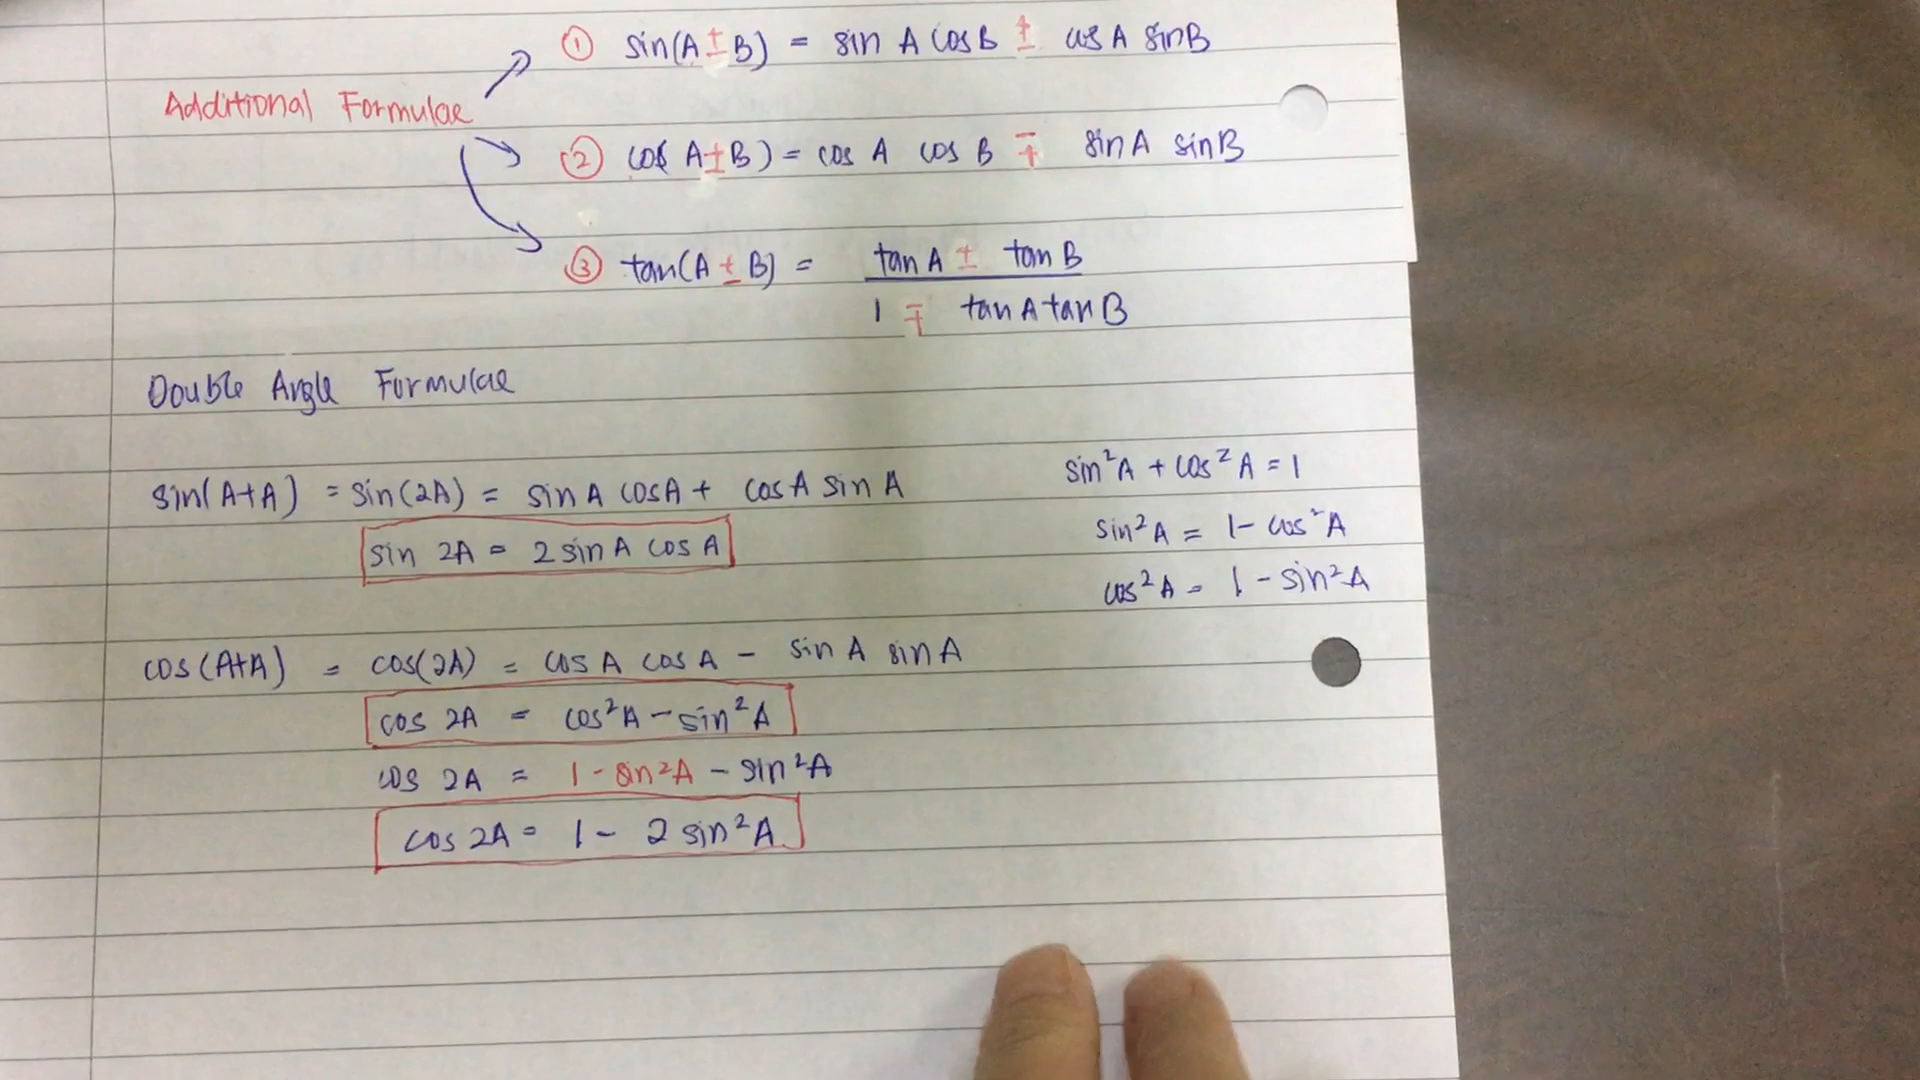 ① sin(A ± B) = sin A cos B ± cos A sin B
Additional Formulae
② cos(A ± B) = cos A cos B ∓ sin A sin B
③ tan(A ± B) = tan A ± tan B
1 ∓ tan A tan B
Double Angle Formulae
sin²A + cos²A = 1
sin(A+A) = sin(2A) = sin A cos A + cos A sin A
sin²A = 1 - cos²A
sin 2A = 2 sin A cos A
cos²A = 1 - sin²A
cos(A+A) = cos(2A) = cos A cos A - sin A sin A
cos 2A = cos²A - sin²A
cos 2A = 1 - sin²A - sin²A
cos 2A = 1 - 2 sin²A